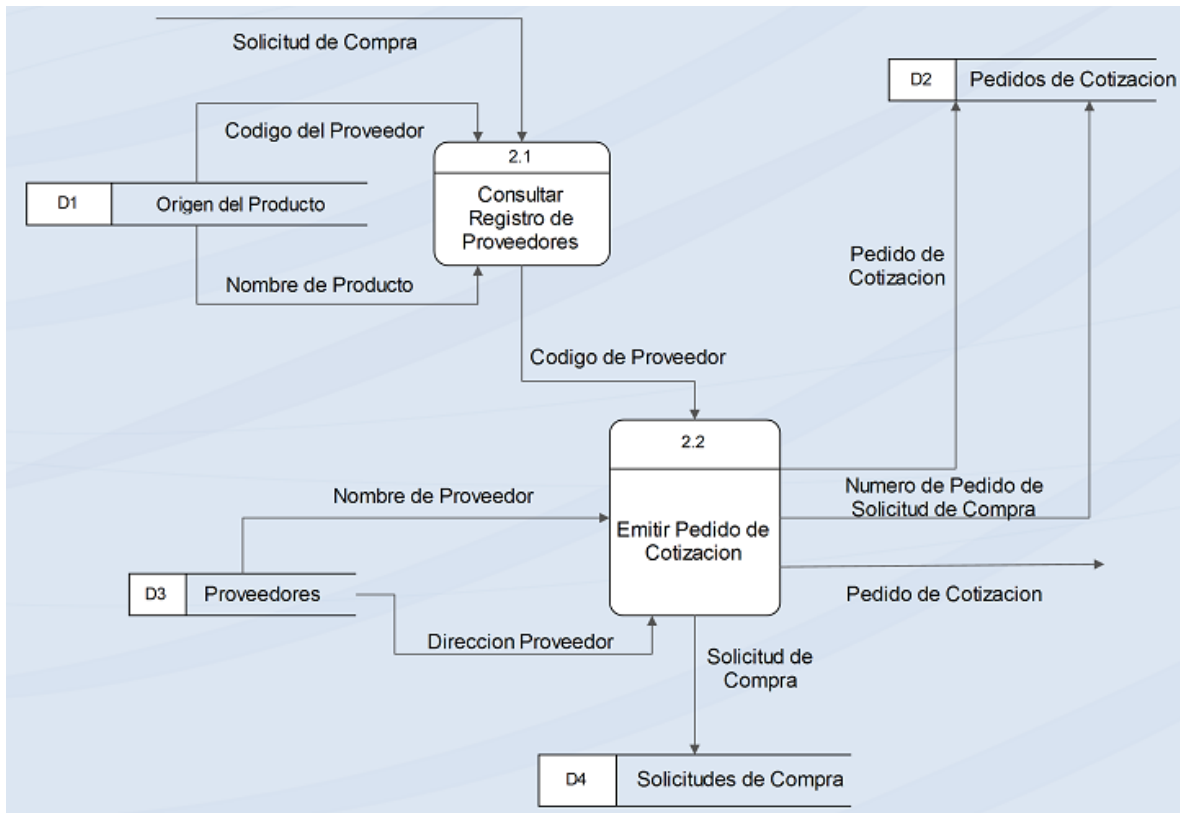 Solicitud de Compra
D2
Pedidos de Cotizacion
Codigo del Proveedor
2.1
Consultar
Registro de
Proveedores
D1
Origen del Producto
Nombre de Producto
Pedido de
Cotizacion
Codigo de Proveedor
2.2
Emitir Pedido de
Cotizacion
Nombre de Proveedor
Numero de Pedido de
Solicitud de Compra
Pedido de Cotizacion
D3
Proveedores
Direccion Proveedor
Solicitud de
Compra
D4
Solicitudes de Compra